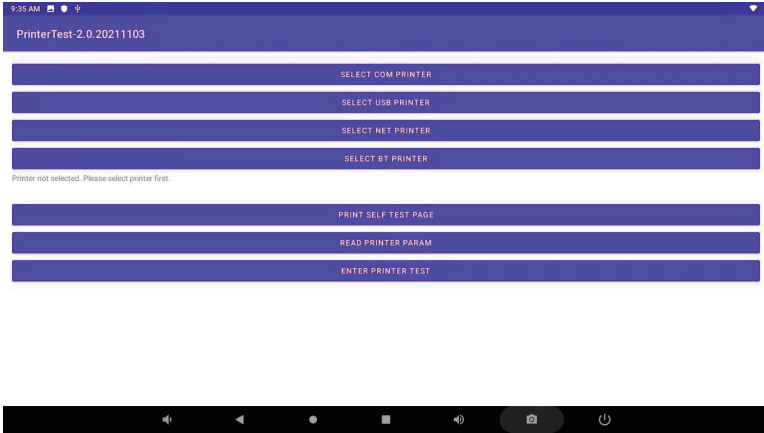 9:35 AM
PrinterTest-2.0.20211103
SELECT COM PRINTER
SELECT USB PRINTER
SELECT NET PRINTER
SELECT BT PRINTER
Printer not selected. Please select printer first.
PRINT SELF TEST PAGE
READ PRINTER PARAM
ENTER PRINTER TEST